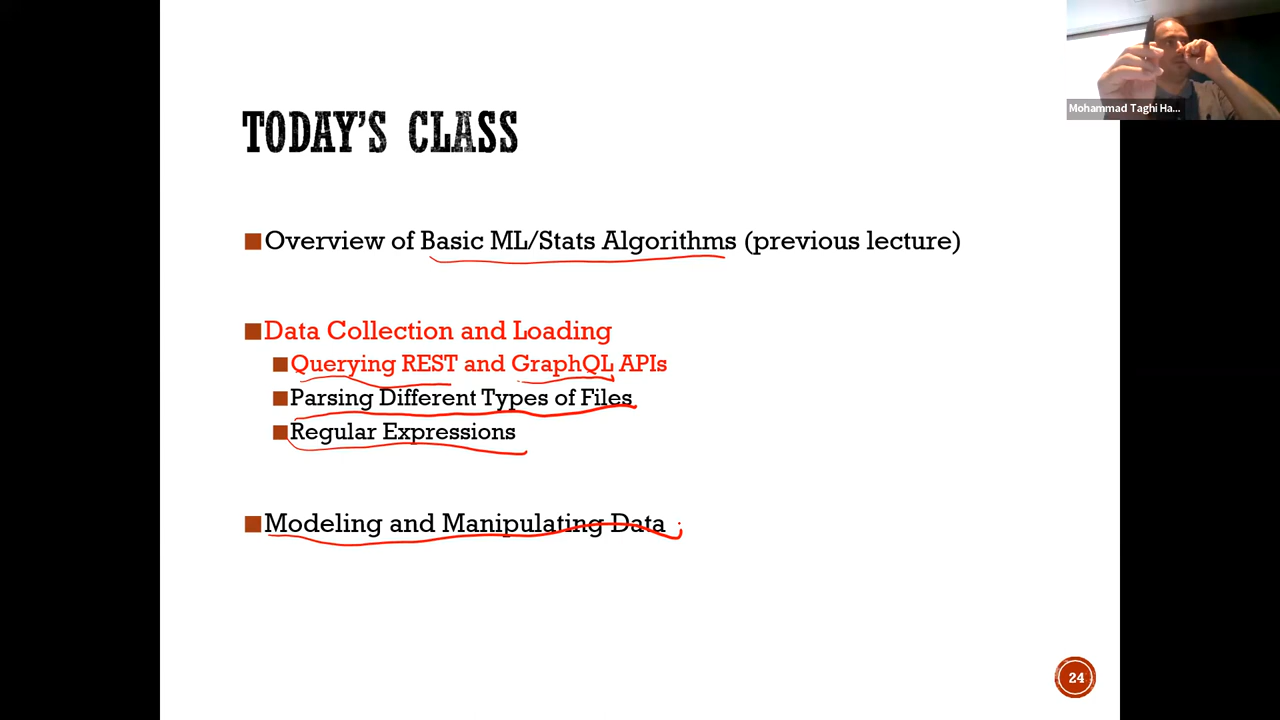 Mohammad Taghi Ha...
TODAY'S CLASS
Overview of Basic ML/Stats Algorithms (previous lecture)
Data Collection and Loading
Querying REST and GraphQL APIs
Parsing Different Types of Files
Regular Expressions
Modeling and Manipulating Data
24